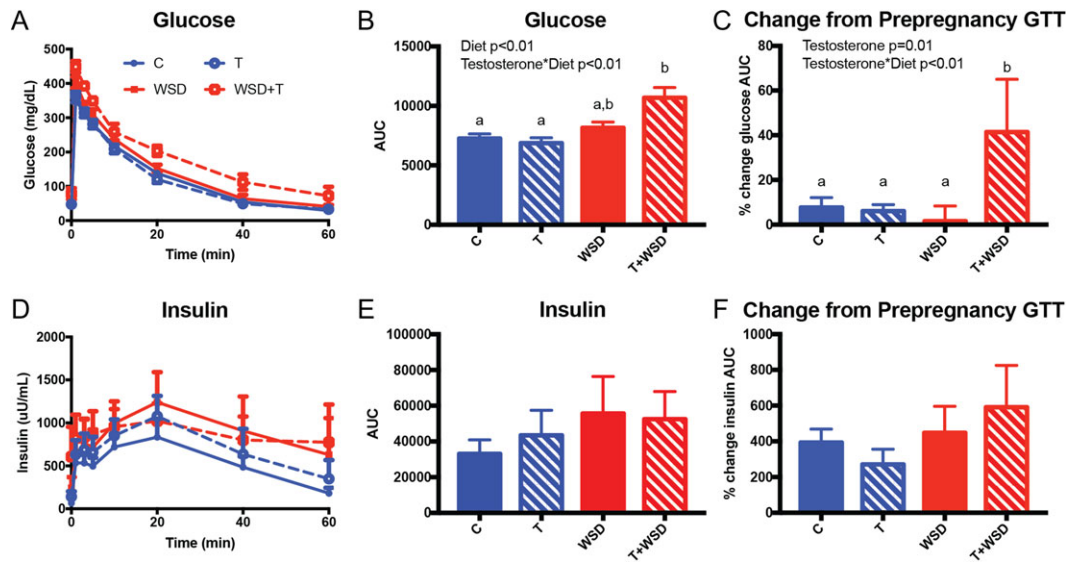 A Glucose
500
400
300
200
100
0
Glucose (mg/dL)
C T
WSD WSD+T
0 20 40 60
Time (min)
B Glucose
Diet p<0.01
Testosterone*Diet p<0.01
15000
10000
5000
0
AUC
a a a,b b
C T WSD T+WSD
C Change from Prepregnancy GTT
Testosterone p=0.01
Testosterone*Diet p<0.01
80
60
40
20
0
% change glucose AUC
a a a b
C T WSD T+WSD
D Insulin
2000
1500
1000
500
0
Insulin (uU/mL)
0 20 40 60
Time (min)
E Insulin
100000
80000
60000
40000
20000
0
AUC
C T WSD T+WSD
F Change from Prepregnancy GTT
1000
800
600
400
200
0
% change insulin AUC
C T WSD T+WSD